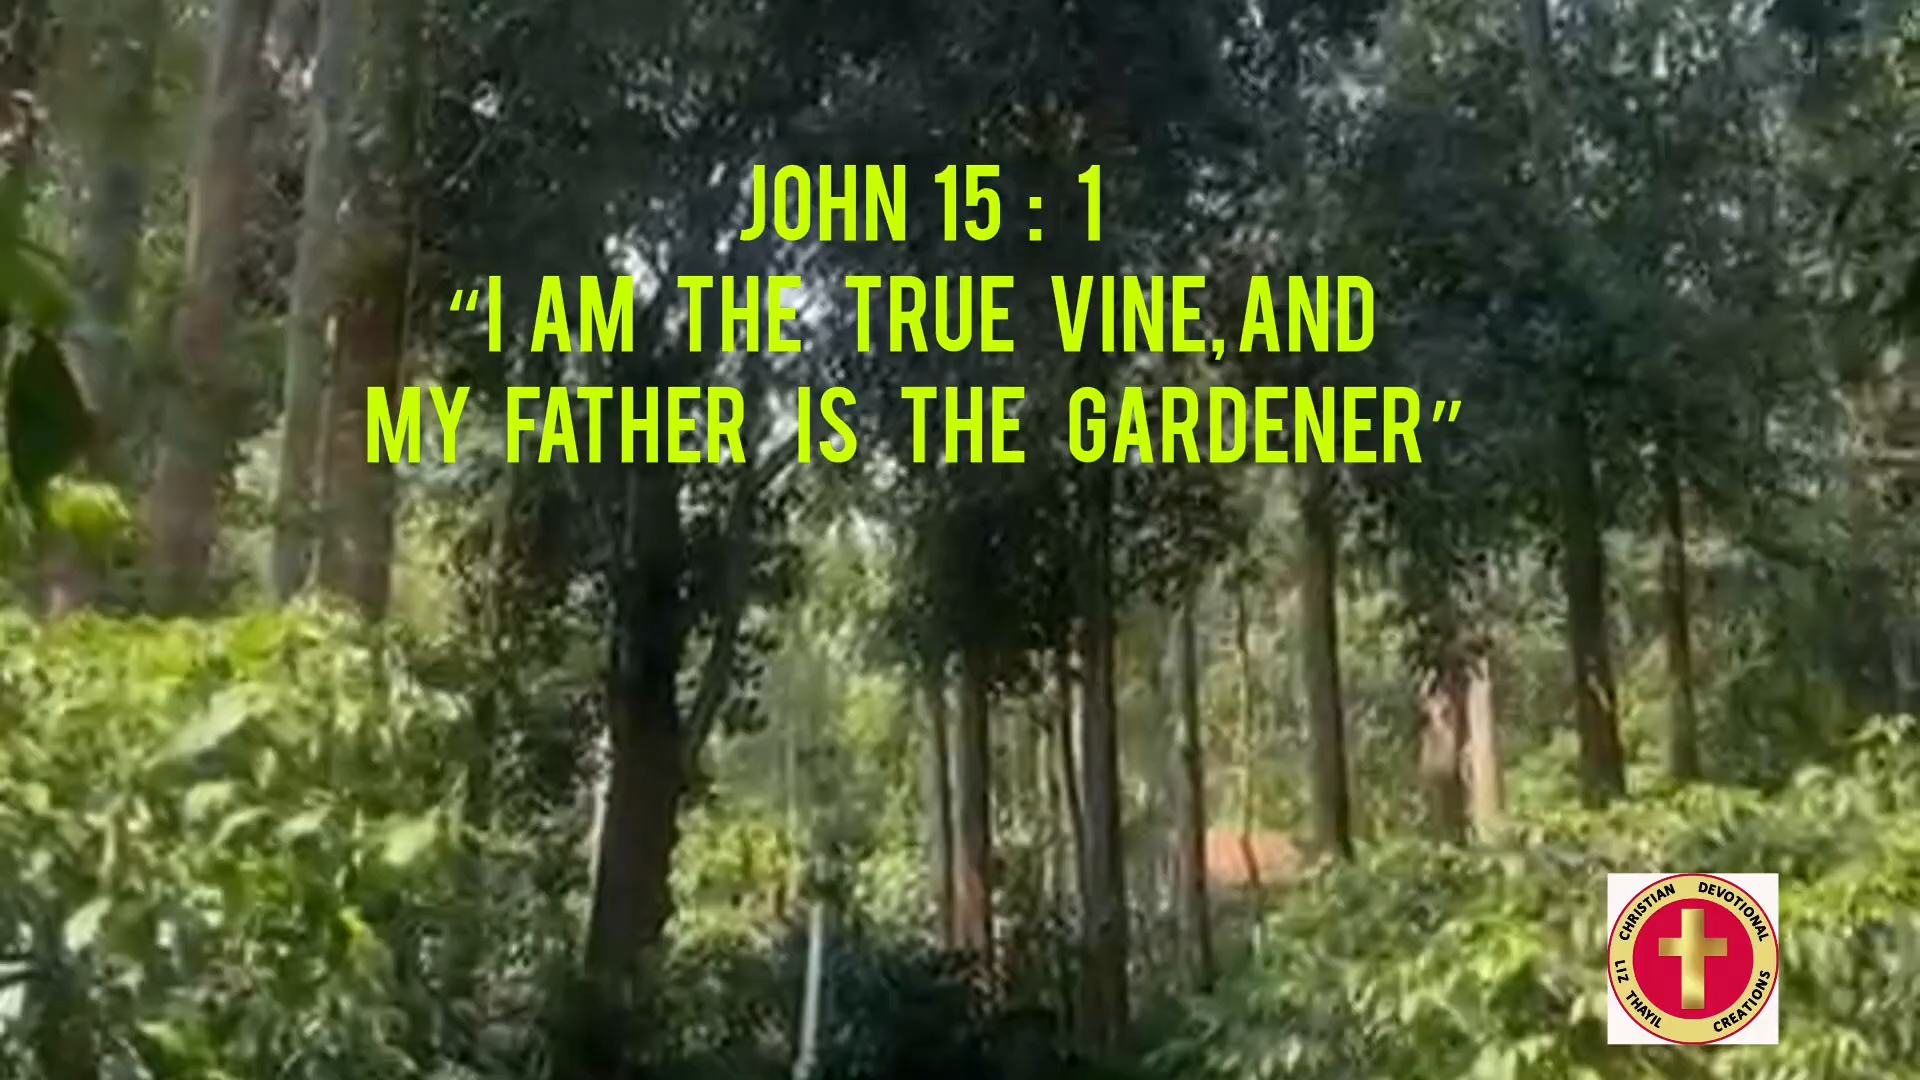 JOHN 15 : 1
“I AM THE TRUE VINE, AND
MY FATHER IS THE GARDENER”
CHRISTIAN DEVOTIONAL
LIZ THAYIL CREATIONS